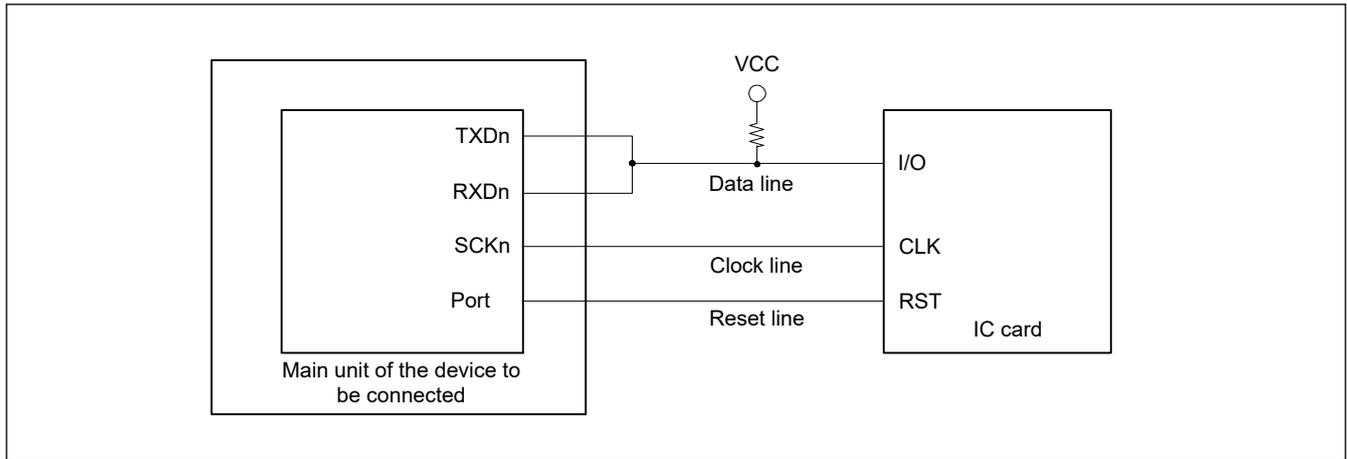 VCC
TXDn
RXDn
SCKn
Port
Data line
Clock line
Reset line
I/O
CLK
RST
IC card
Main unit of the device to
be connected